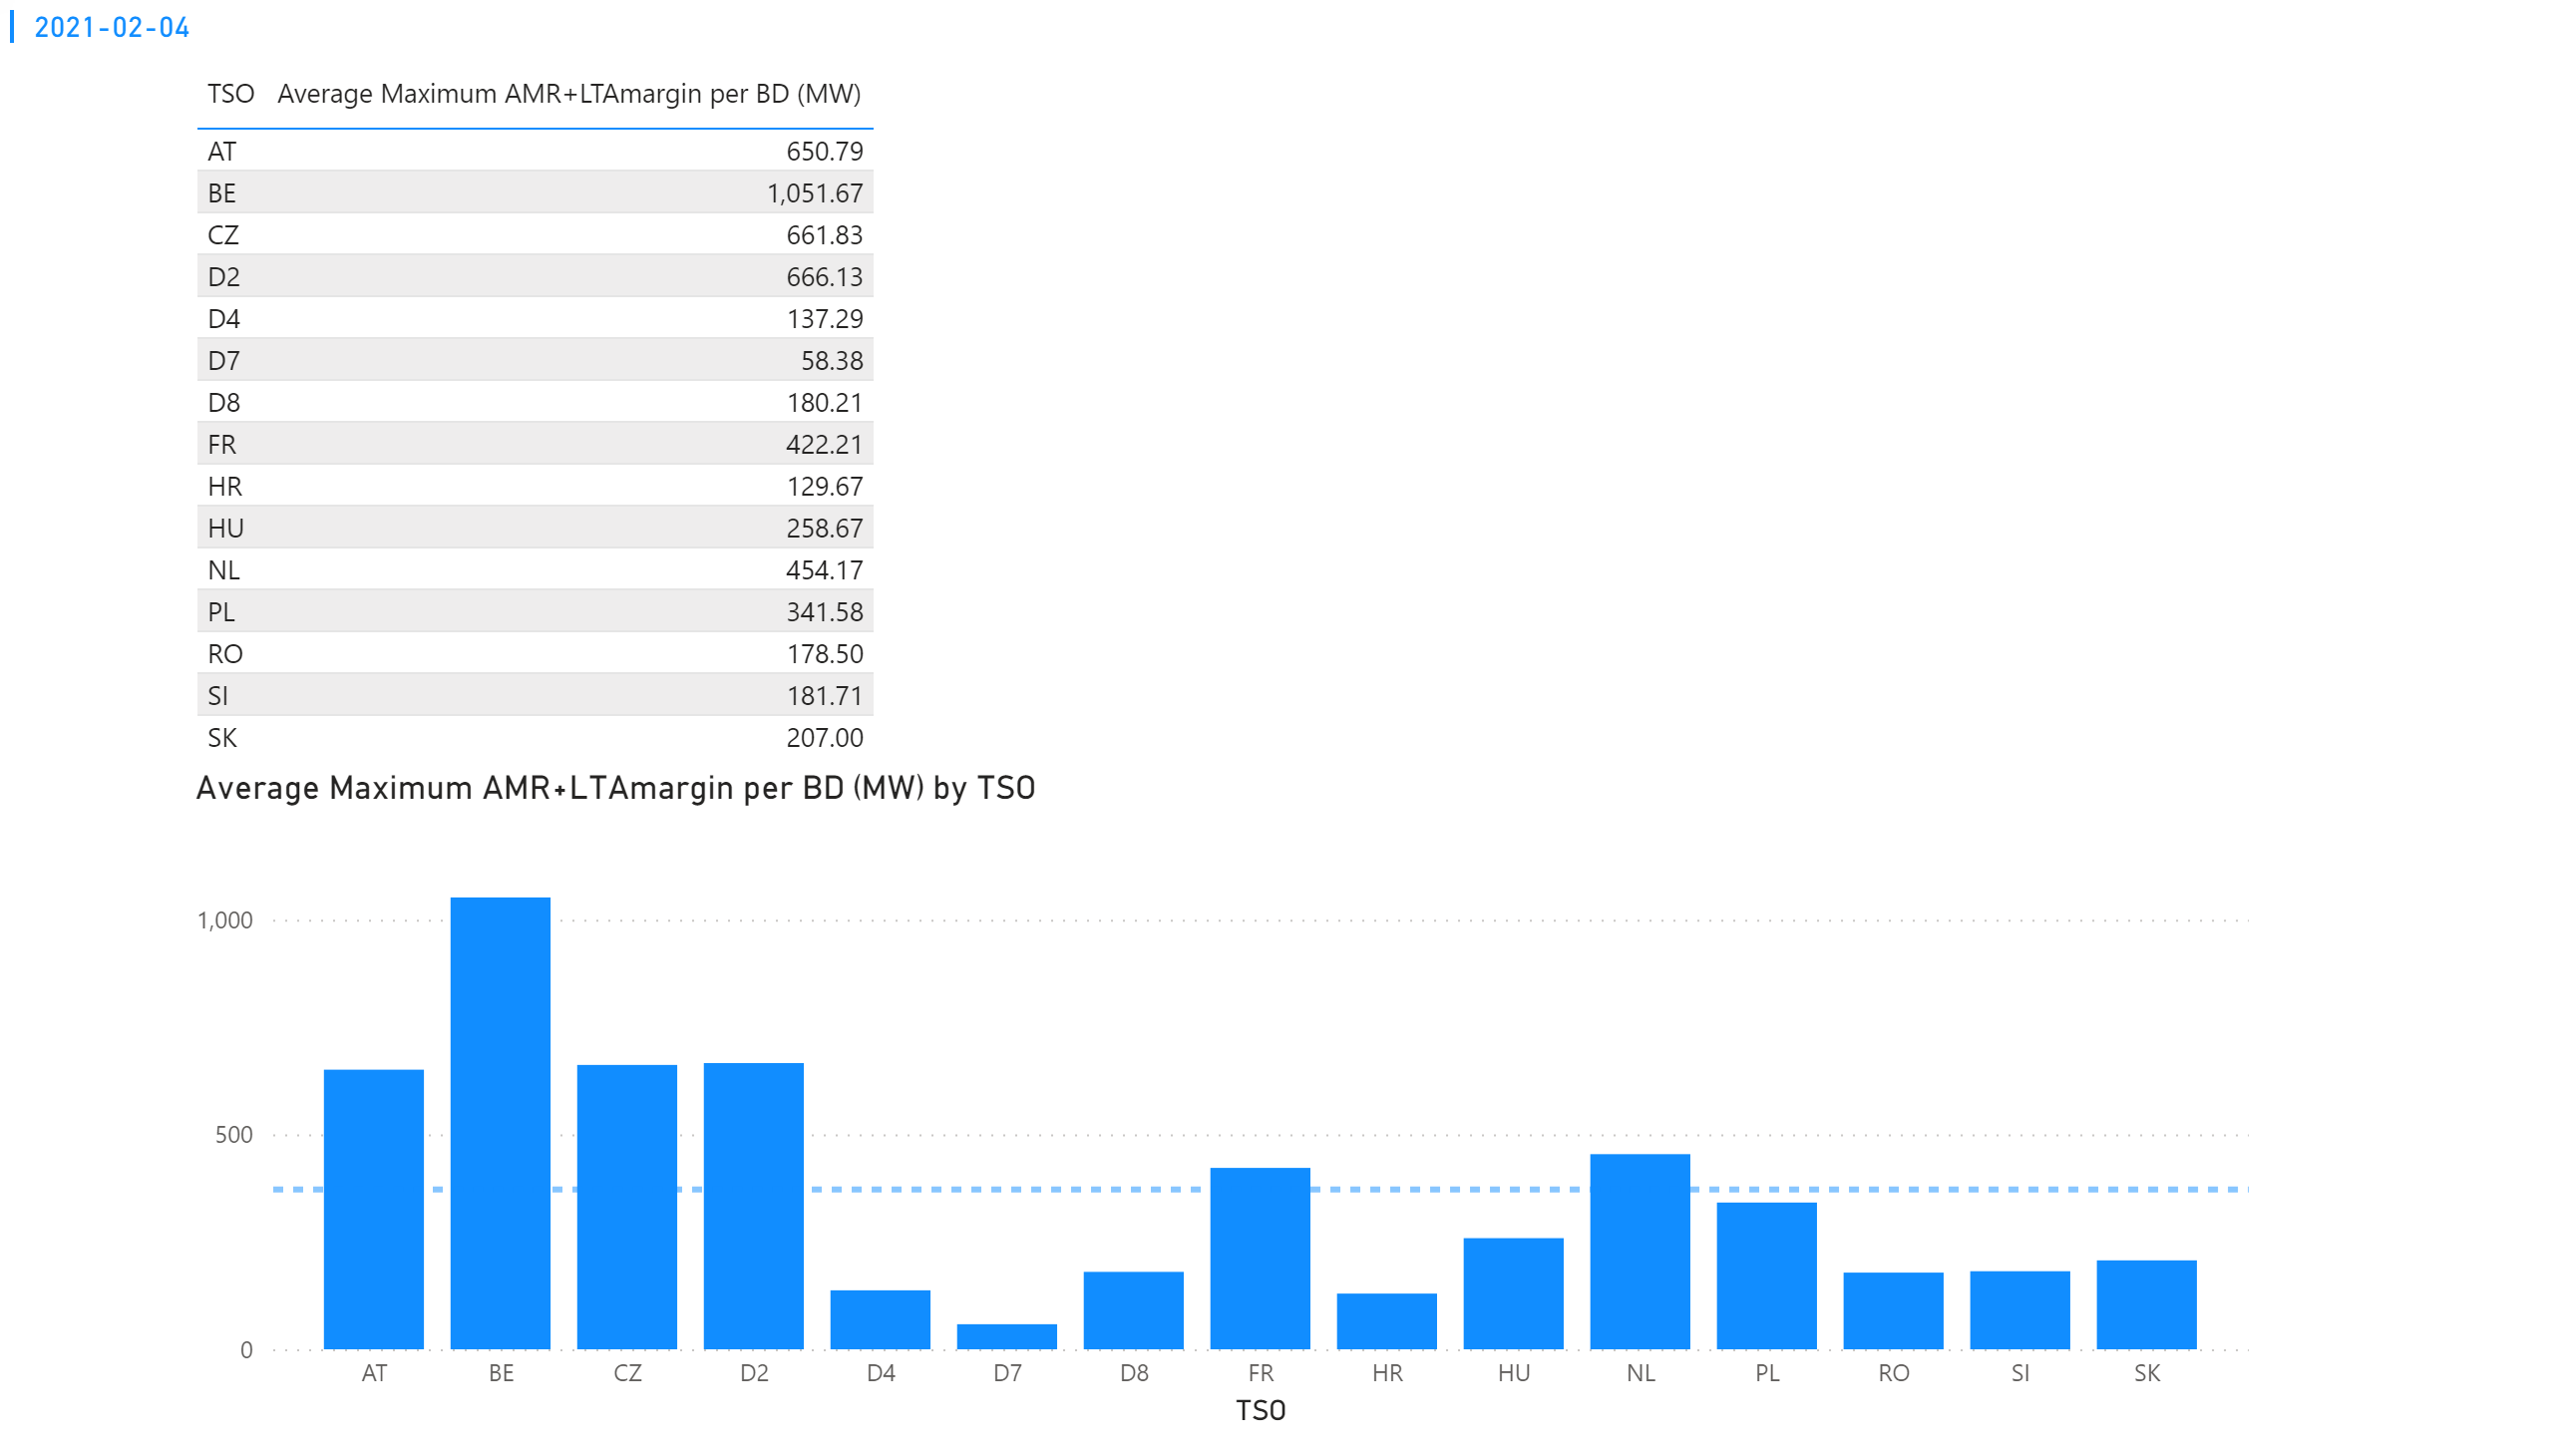 2021-02-04
TSO Average Maximum AMR+LTAmargin per BD (MW)
AT 650.79
BE 1,051.67
CZ 661.83
D2 666.13
D4 137.29
D7 58.38
D8 180.21
FR 422.21
HR 129.67
HU 258.67
NL 454.17
PL 341.58
RO 178.50
SI 181.71
SK 207.00
Average Maximum AMR+LTAmargin per BD (MW) by TSO
1,000
500
0
AT BE CZ D2 D4 D7 D8 FR HR HU NL PL RO SI SK
TSO